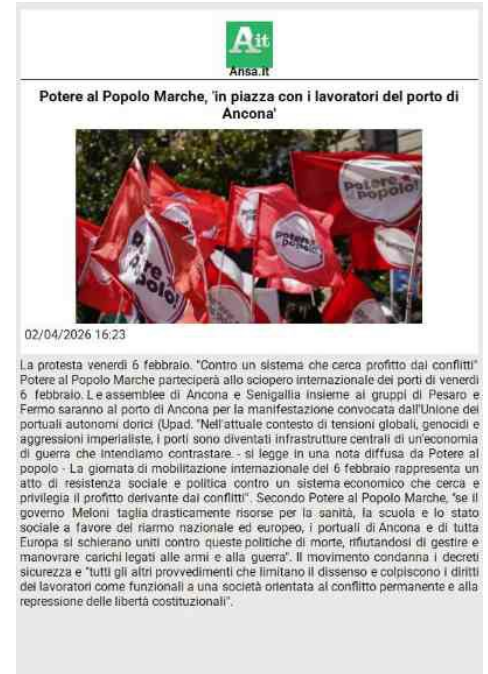 Ait
Ansa.it
Potere al Popolo Marche, 'in piazza con i lavoratori del porto di
Ancona'
potere
al
popolo!
potere
al
popolo!
Potere
al
popolo!
02/04/2026 16:23
La protesta venerdì 6 febbraio. "Contro un sistema che cerca profitto dai conflitti"
Potere al Popolo Marche parteciperà allo sciopero internazionale dei porti di venerdì
6 febbraio. Le assemblee di Ancona e Senigallia insieme ai gruppi di Pesaro e
Fermo saranno al porto di Ancona per la manifestazione convocata dall'Unione dei
portuali autonomi dorici (Upad. "Nell'attuale contesto di tensioni globali, genocidi e
aggressioni imperialiste, i porti sono diventati infrastrutture centrali di un'economia
di guerra che intendiamo contrastare. - si legge in una nota diffusa da Potere al
popolo - La giornata di mobilitazione internazionale del 6 febbraio rappresenta un
atto di resistenza sociale e politica contro un sistema economico che cerca e
privilegia il profitto derivante dai conflitti". Secondo Potere al Popolo Marche, "se il
governo Meloni taglia drasticamente risorse per la sanità, la scuola e lo stato
sociale a favore del riarmo nazionale ed europeo, i portuali di Ancona e di tutta
Europa si schierano uniti contro queste politiche di morte, rifiutandosi di gestire e
manovrare carichi legati alle armi e alla guerra". Il movimento condanna i decreti
sicurezza e "tutti gli altri provvedimenti che limitano il dissenso e colpiscono i diritti
dei lavoratori come funzionali a una società orientata al conflitto permanente e alla
repressione delle libertà costituzionali".